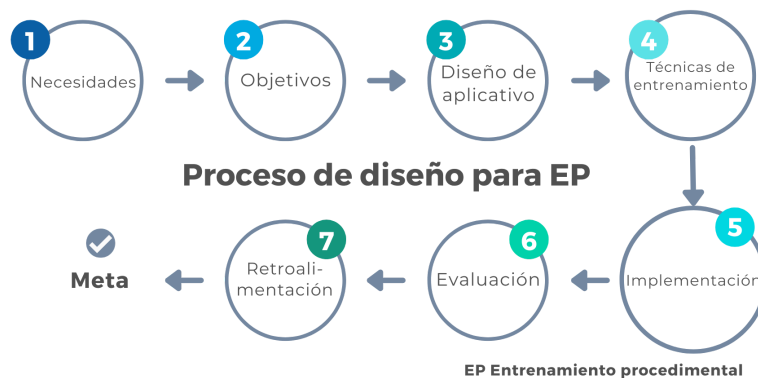 1
Necesidades
2
Objetivos
3
Diseño de
aplicativo
4
Técnicas de
entrenamiento
Proceso de diseño para EP
5
Implementación
6
Evaluación
7
Retroali-
mentación
Meta
EP Entrenamiento procedimental